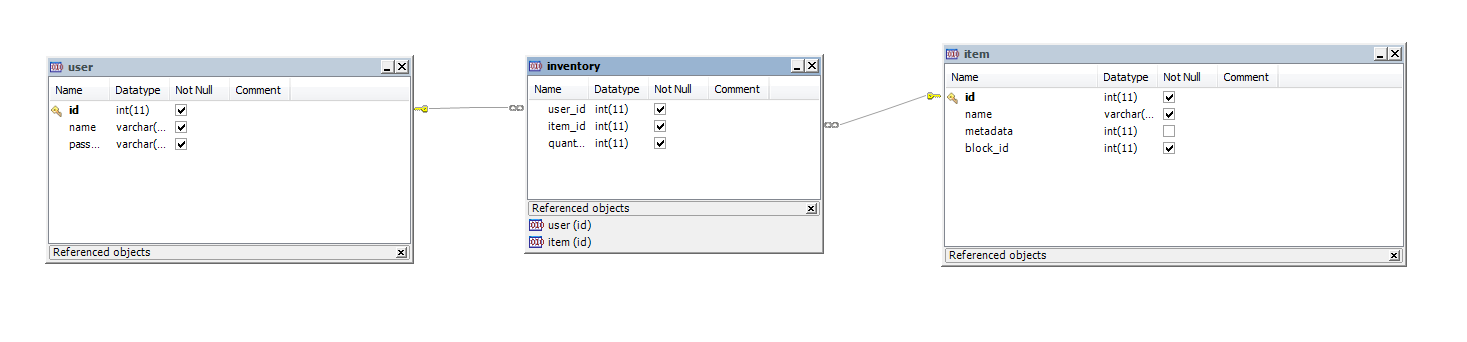 user
Name Datatype Not Null Comment
id int(11)
name varchar(...
pass... varchar(...
Referenced objects
inventory
Name Datatype Not Null Comment
user_id int(11)
item_id int(11)
quant... int(11)
Referenced objects
user (id)
item (id)
item
Name Datatype Not Null Comment
id int(11)
name varchar(...
metadata int(11)
block_id int(11)
Referenced objects